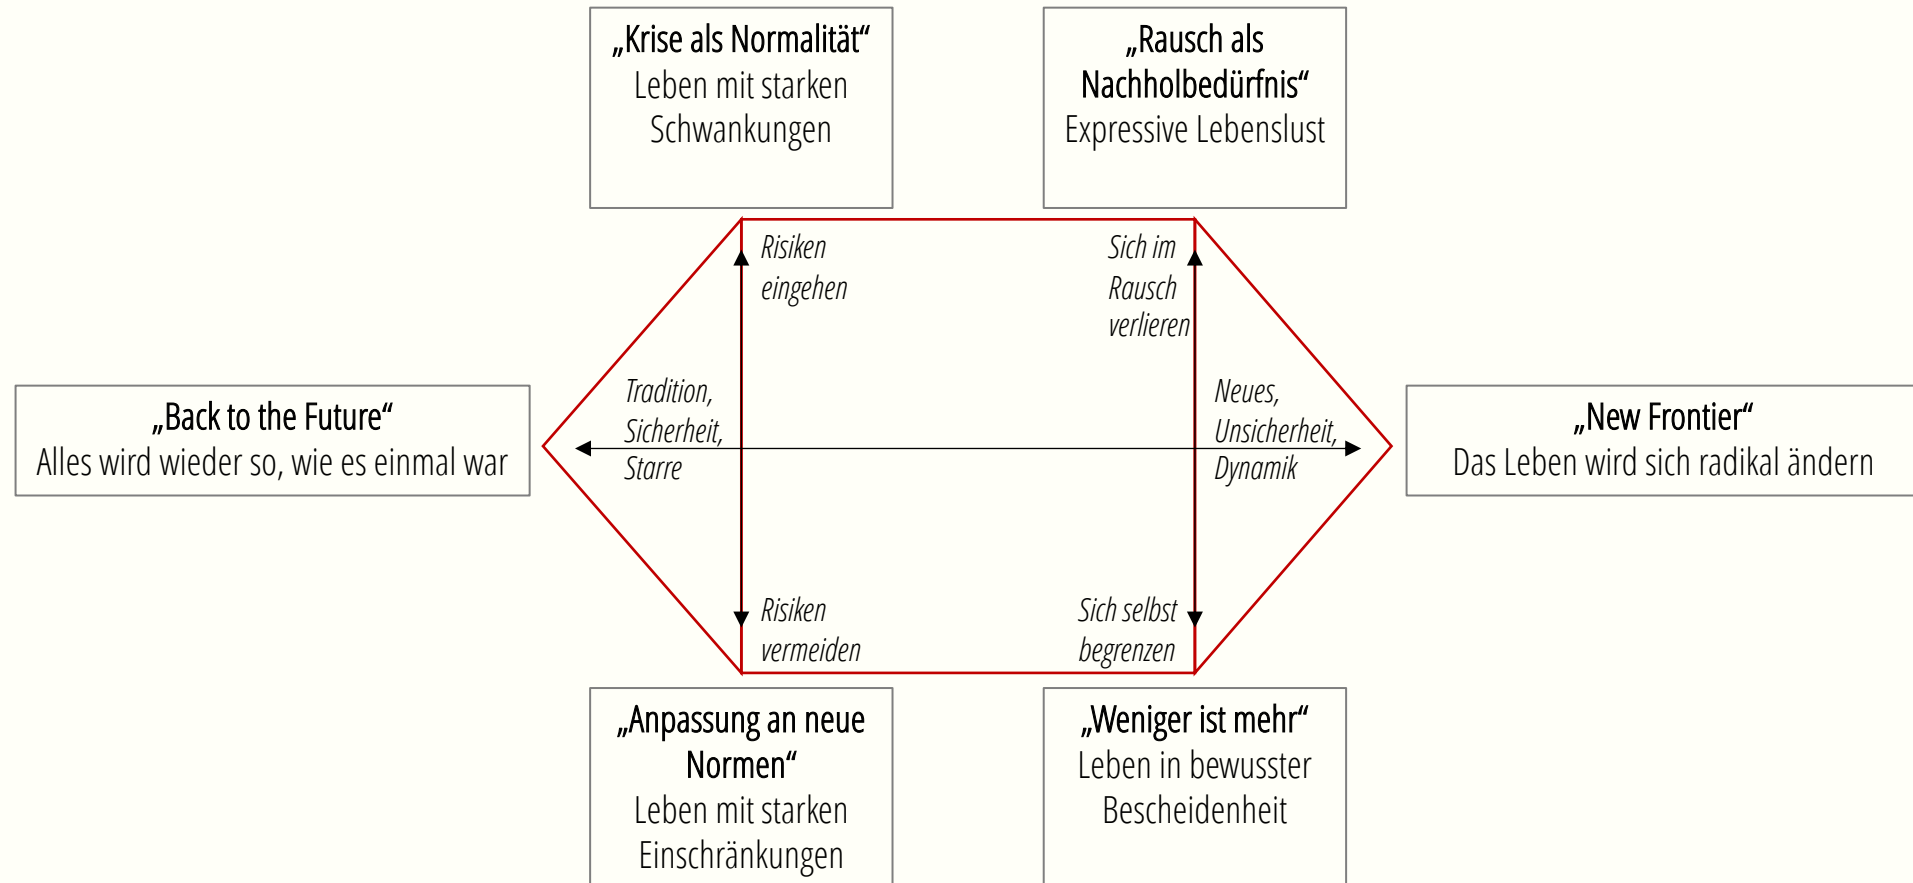 „Krise als Normalität“
Leben mit starken
Schwankungen
„Rausch als
Nachholbedürfnis“
Expressive Lebenslust
Risiken
eingehen
Sich im
Rausch
verlieren
„Back to the Future“
Alles wird wieder so, wie es einmal war
Tradition,
Sicherheit,
Starre
Neues,
Unsicherheit,
Dynamik
„New Frontier“
Das Leben wird sich radikal ändern
Risiken
vermeiden
Sich selbst
begrenzen
„Anpassung an neue
Normen“
Leben mit starken
Einschränkungen
„Weniger ist mehr“
Leben in bewusster
Bescheidenheit